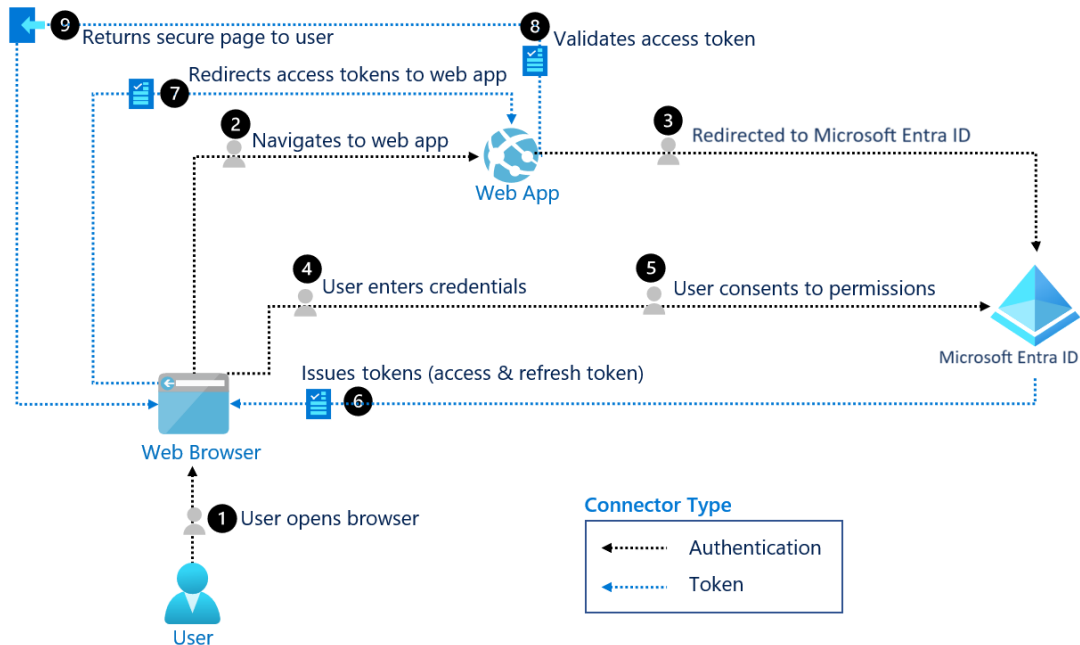 9
Returns secure page to user
8
Validates access token
7
Redirects access tokens to web app
2
Navigates to web app
3
Redirected to Microsoft Entra ID
Web App
4
User enters credentials
5
User consents to permissions
Microsoft Entra ID
Issues tokens (access & refresh token)
6
Web Browser
1
User opens browser
User
Connector Type
Authentication
Token